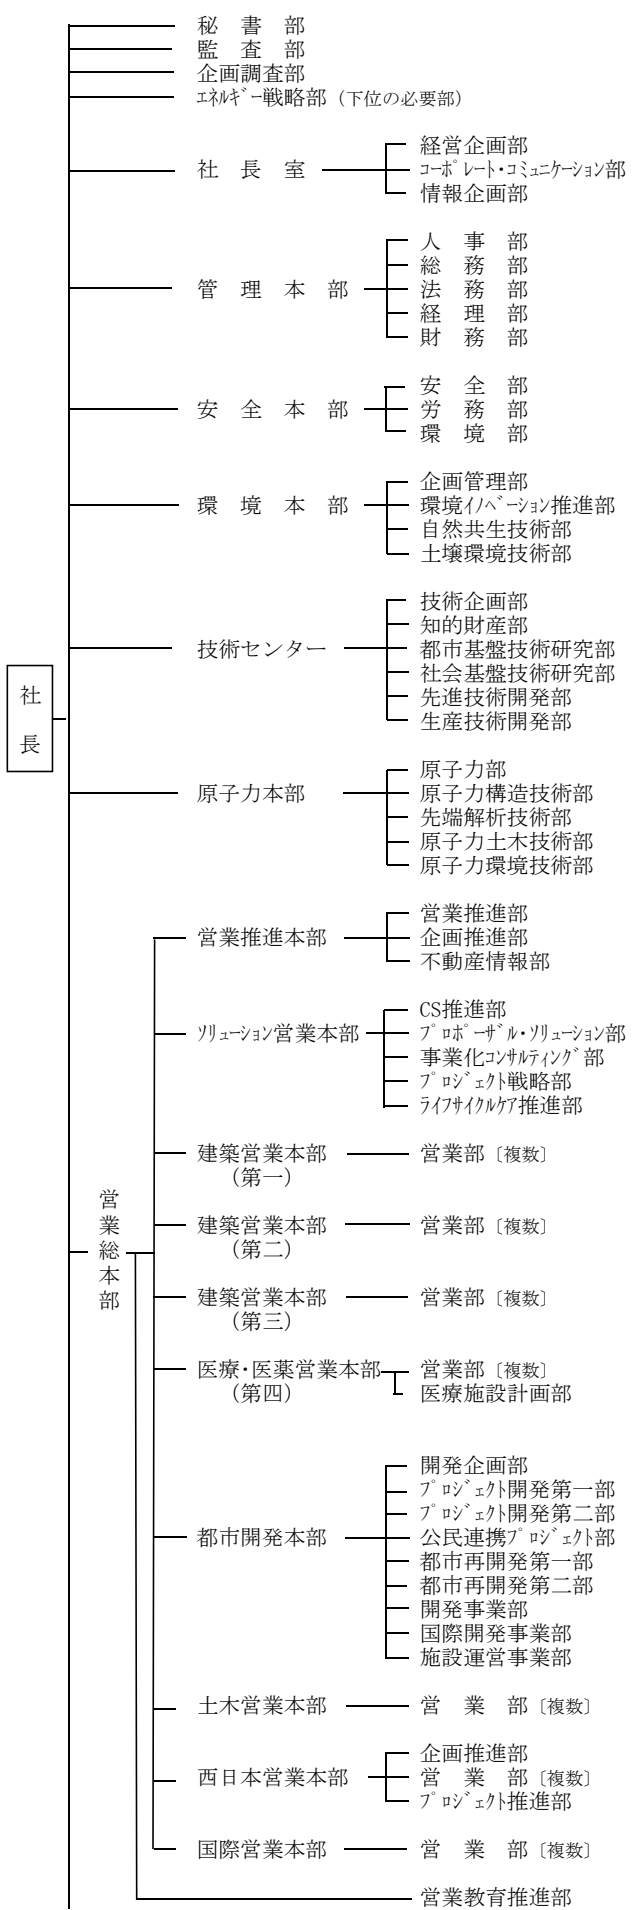 秘　書　部
監　査　部
企画調査部
ｴﾈﾙｷﾞｰ戦略部（下位の必要部）
社　長　室
経営企画部
ｺｰﾎﾟﾚｰﾄ・ｺﾐｭﾆｹｰｼｮﾝ部
情報企画部
管　理　本　部
人　事　部
総　務　部
法　務　部
経　理　部
財　務　部
安　全　本　部
安　全　部
労　務　部
環　境　部
環　境　本　部
企画管理部
環境ｲﾉﾍﾞｰｼｮﾝ推進部
自然共生技術部
土壌環境技術部
技術センター
技術企画部
知的財産部
都市基盤技術研究部
社会基盤技術研究部
先進技術開発部
生産技術開発部
社長
原子力本部
原子力部
原子力構造技術部
先端解析技術部
原子力土木技術部
原子力環境技術部
営業総本部
営業推進本部
営業推進部
企画推進部
不動産情報部
ｿﾘｭｰｼｮﾝ営業本部
CS推進部
ﾌﾟﾛﾎﾟｰｻﾞﾙ・ｿﾘｭｰｼｮﾝ部
事業化ｺﾝｻﾙﾃｨﾝｸﾞ部
ﾌﾟﾛｼﾞｪｸﾄ戦略部
ﾗｲﾌｻｲｸﾙｹｱ推進部
建築営業本部
（第一）
営業部〔複数〕
建築営業本部
（第二）
営業部〔複数〕
建築営業本部
（第三）
営業部〔複数〕
医療・医薬営業本部
（第四）
営業部〔複数〕
医療施設計画部
都市開発本部
開発企画部
ﾌﾟﾛｼﾞｪｸﾄ開発第一部
ﾌﾟﾛｼﾞｪｸﾄ開発第二部
公民連携ﾌﾟﾛｼﾞｪｸﾄ部
都市再開発第一部
都市再開発第二部
開発事業部
国際開発事業部
施設運営事業部
土木営業本部
営　業　部〔複数〕
西日本営業本部
企画推進部
営　業　部〔複数〕
ﾌﾟﾛｼﾞｪｸﾄ推進部
国際営業本部
営　業　部〔複数〕
営業教育推進部